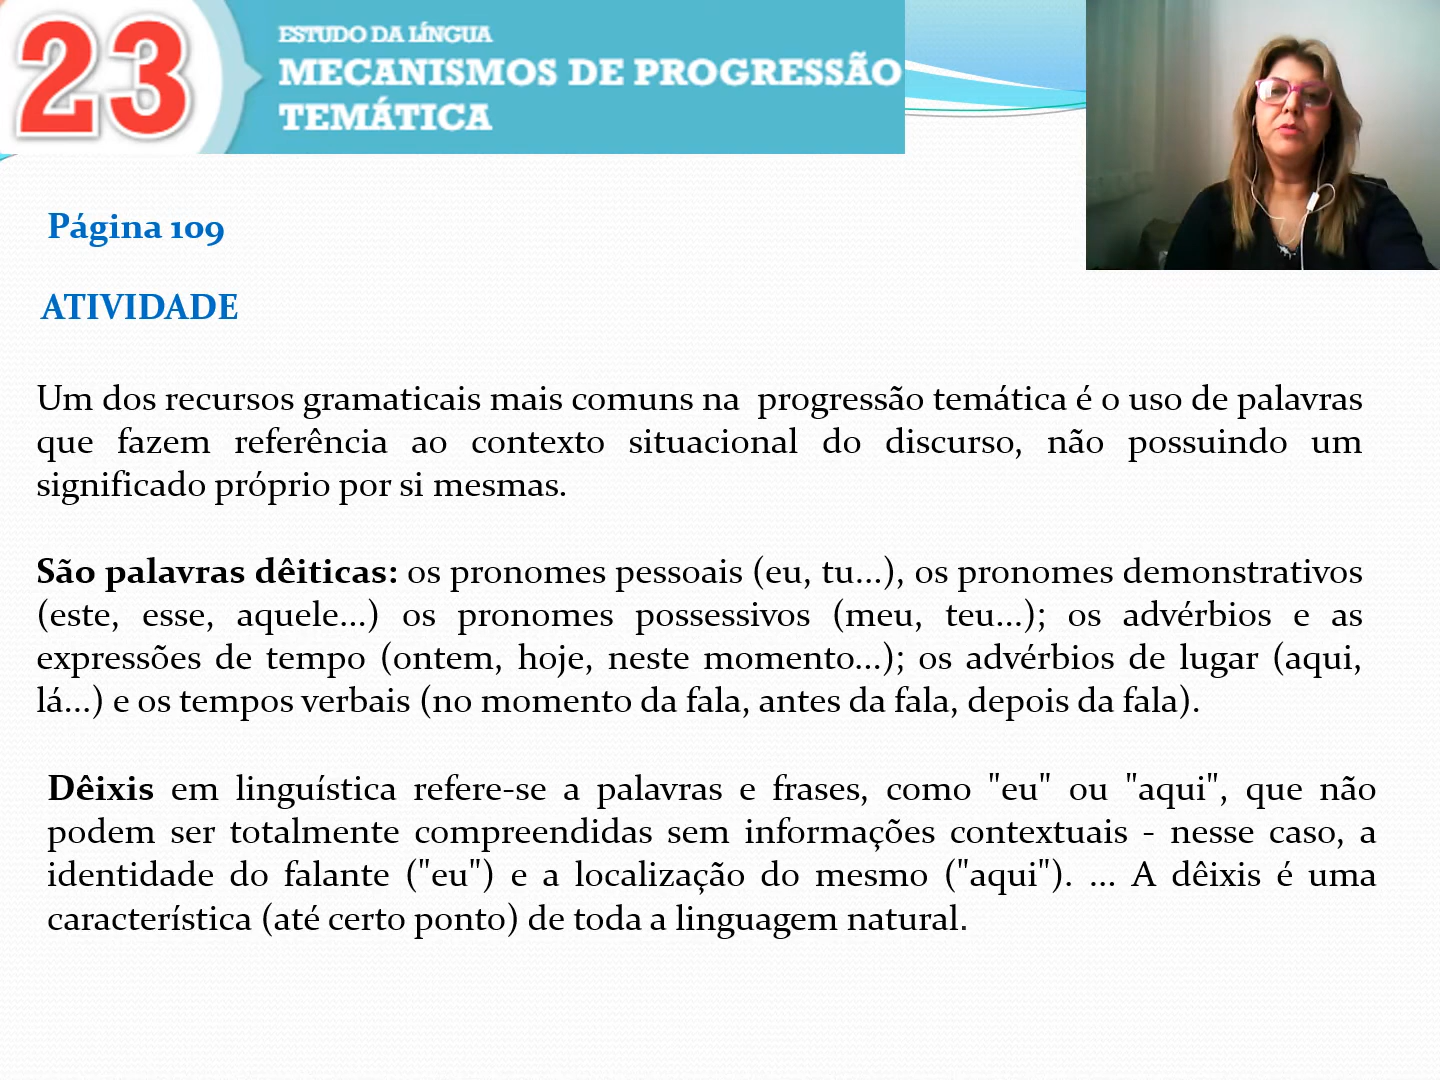 23
ESTUDO DA LÍNGUA
MECANISMOS DE PROGRESSÃO
TEMÁTICA
Página 109
ATIVIDADE
Um dos recursos gramaticais mais comuns na progressão temática é o uso de palavras
que fazem referência ao contexto situacional do discurso, não possuindo um
significado próprio por si mesmas.
São palavras dêiticas: os pronomes pessoais (eu, tu...), os pronomes demonstrativos
(este, esse, aquele...) os pronomes possessivos (meu, teu...); os advérbios e as
expressões de tempo (ontem, hoje, neste momento...); os advérbios de lugar (aqui,
lá...) e os tempos verbais (no momento da fala, antes da fala, depois da fala).
Dêixis em linguística refere-se a palavras e frases, como "eu" ou "aqui", que não
podem ser totalmente compreendidas sem informações contextuais - nesse caso, a
identidade do falante ("eu") e a localização do mesmo ("aqui"). ... A dêixis é uma
característica (até certo ponto) de toda a linguagem natural.